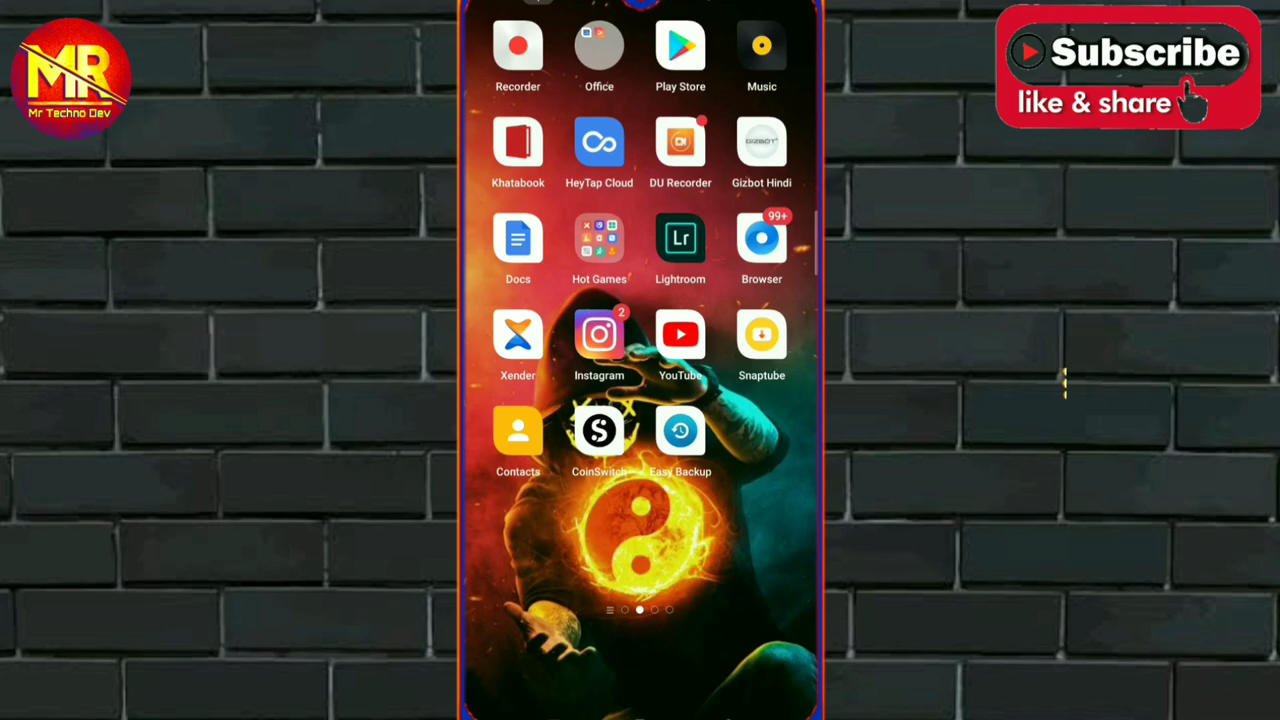 MR
Mr Techno Dev
Subscribe
like & share
Recorder
Office
Play Store
Music
Khatabook
HeyTap Cloud
DU Recorder
GIZBOT
Gizbot Hindi
99+
Docs
Hot Games
Lr
Lightroom
Browser
2
Xender
Instagram
YouTube
Snaptube
S
Contacts
CoinSwitch
Easy Backup